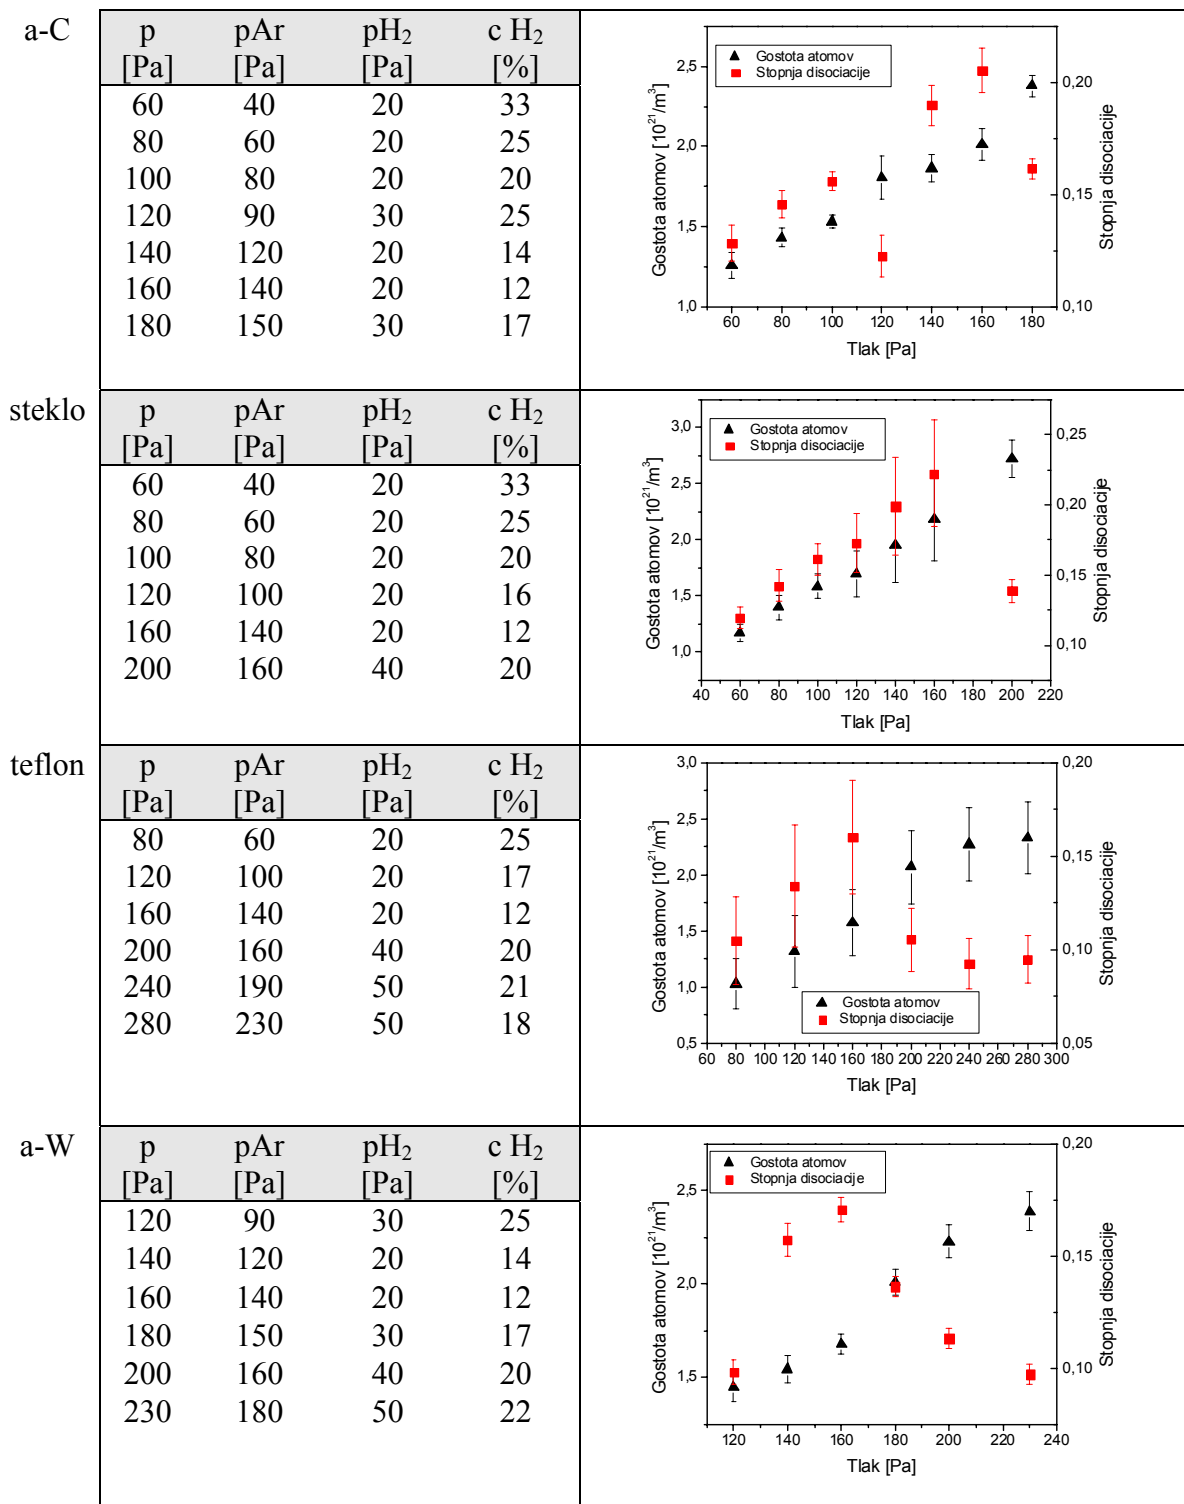 a-C
p pAr pH₂ c H₂
[Pa] [Pa] [Pa] [%]
60 40 20 33
80 60 20 25
100 80 20 20
120 90 30 25
140 120 20 14
160 140 20 12
180 150 30 17
Gostota atomov
Stopnja disociacije
2,5
2,0
1,5
1,0
0,20
0,15
0,10
Gostota atomov [10²¹/m³]
Stopnja disociacije
60 80 100 120 140 160 180
Tlak [Pa]
steklo
p pAr pH₂ c H₂
[Pa] [Pa] [Pa] [%]
60 40 20 33
80 60 20 25
100 80 20 20
120 100 20 16
160 140 20 12
200 160 40 20
Gostota atomov
Stopnja disociacije
3,0
2,5
2,0
1,5
1,0
0,25
0,20
0,15
0,10
Gostota atomov [10²¹/m³]
Stopnja disociacije
40 60 80 100 120 140 160 180 200 220
Tlak [Pa]
teflon
p pAr pH₂ c H₂
[Pa] [Pa] [Pa] [%]
80 60 20 25
120 100 20 17
160 140 20 12
200 160 40 20
240 190 50 21
280 230 50 18
3,0
2,5
2,0
1,5
1,0
0,5
0,20
0,15
0,10
0,05
Gostota atomov [10²¹/m³]
Stopnja disociacije
Gostota atomov
Stopnja disociacije
60 80 100 120 140 160 180 200 220 240 260 280 300
Tlak [Pa]
a-W
p pAr pH₂ c H₂
[Pa] [Pa] [Pa] [%]
120 90 30 25
140 120 20 14
160 140 20 12
180 150 30 17
200 160 40 20
230 180 50 22
Gostota atomov
Stopnja disociacije
2,5
2,0
1,5
0,20
0,15
0,10
Gostota atomov [10²¹/m³]
Stopnja disociacije
120 140 160 180 200 220 240
Tlak [Pa]